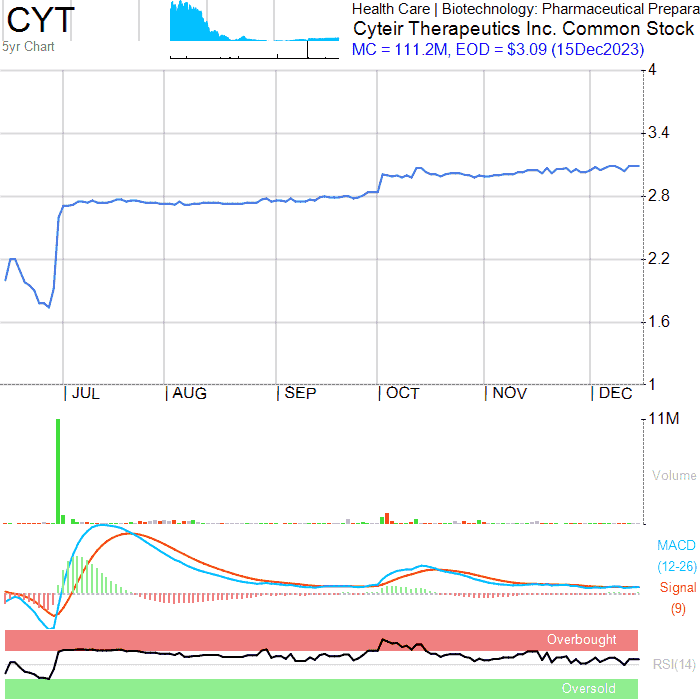 CYT
5yr Chart
Health Care | Biotechnology: Pharmaceutical Prepara
Cyteir Therapeutics Inc. Common Stock
MC = 111.2M, EOD = $3.09 (15Dec2023)
4
3.4
2.8
2.2
1.6
1
JUL AUG SEP OCT NOV DEC
11M
Volume
MACD
(12-26)
Signal
(9)
Overbought
RSI(14)
Oversold